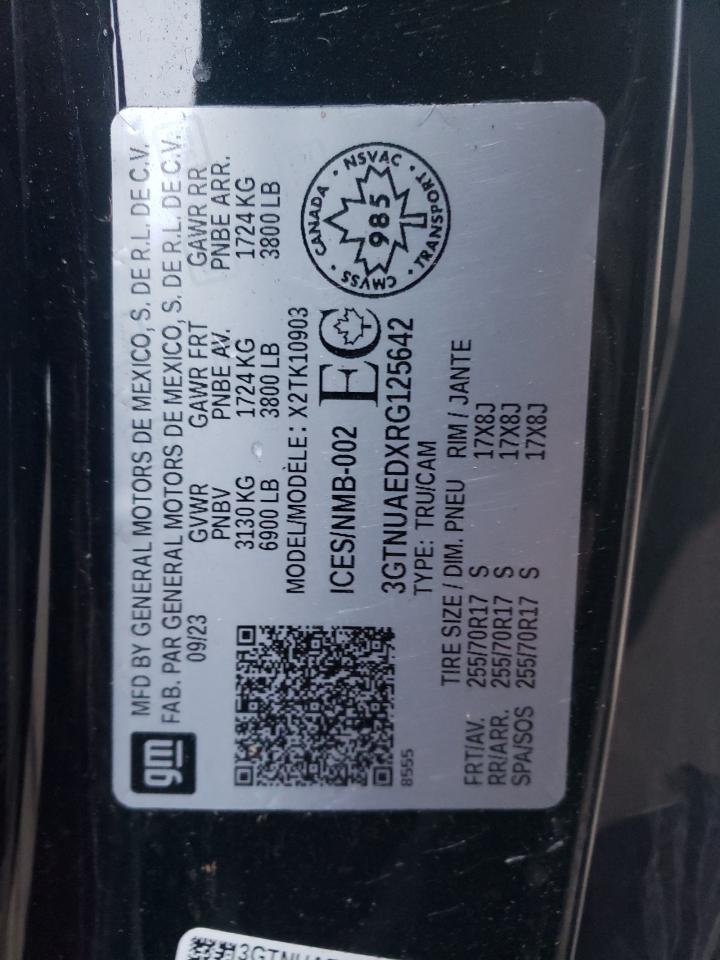 gm
MFD BY GENERAL MOTORS DE MEXICO, S. DE R.L. DE C.V.
FAB. PAR GENERAL MOTORS DE MEXICO, S. DE R.L. DE C.V.
09/23
GVWR GAWR FRT GAWR RR
PNBV PNBE AV. PNBE ARR.
3130 KG 1724 KG 1724 KG
6900 LB 3800 LB 3800 LB
MODEL/MODÈLE: X2TK10903
ICES/NMB-002
EC
T
CANADA · NSVAC · TRANSPORT · CMVSS ·
985
3GTNUAEDXRG125642
TYPE: TRU/CAM
8555
TIRE SIZE / DIM. PNEU RIM / JANTE
FRT/AV. 255/70R17 S 17X8J
RR/ARR. 255/70R17 S 17X8J
SPA/SOS 255/70R17 S 17X8J